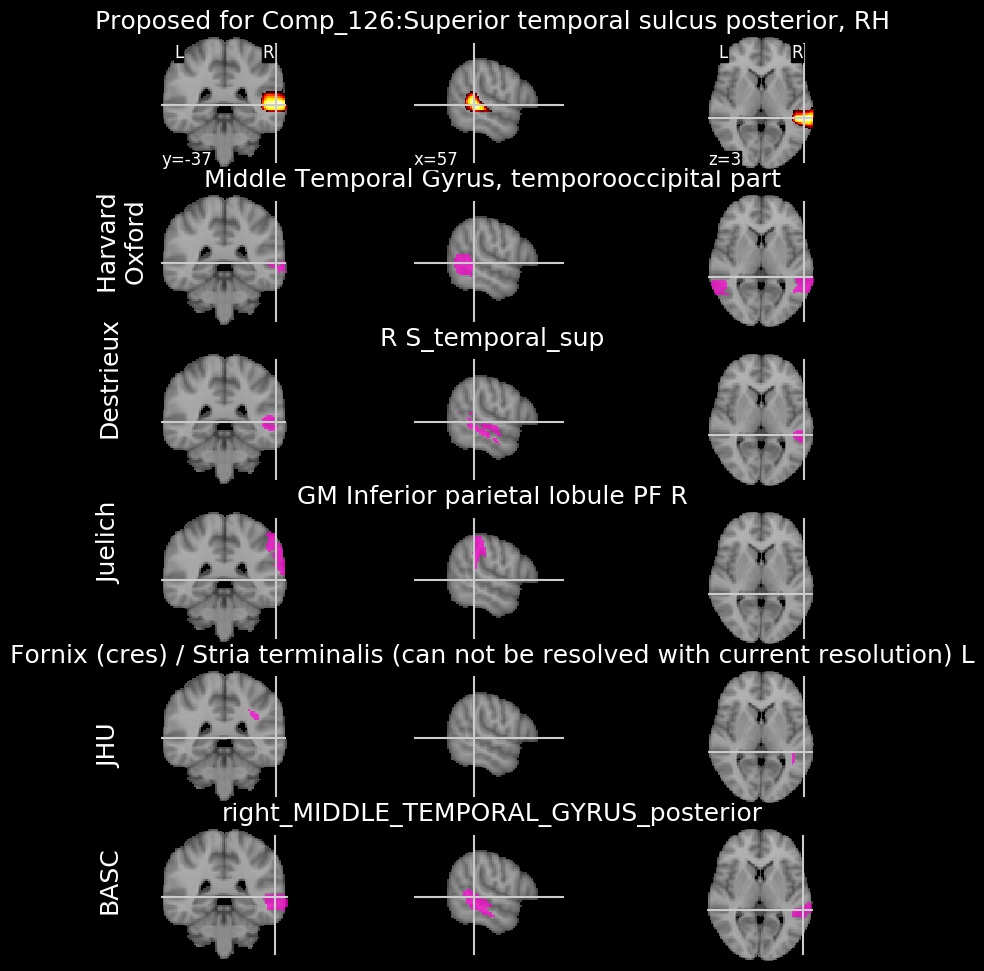 Proposed for Comp_126:Superior temporal sulcus posterior, RH
L R
L R
y=-37
x=57
z=3
Middle Temporal Gyrus, temporooccipital part
Harvard
Oxford
R S_temporal_sup
Destrieux
GM Inferior parietal lobule PF R
Juelich
Fornix (cres) / Stria terminalis (can not be resolved with current resolution) L
JHU
right_MIDDLE_TEMPORAL_GYRUS_posterior
BASC